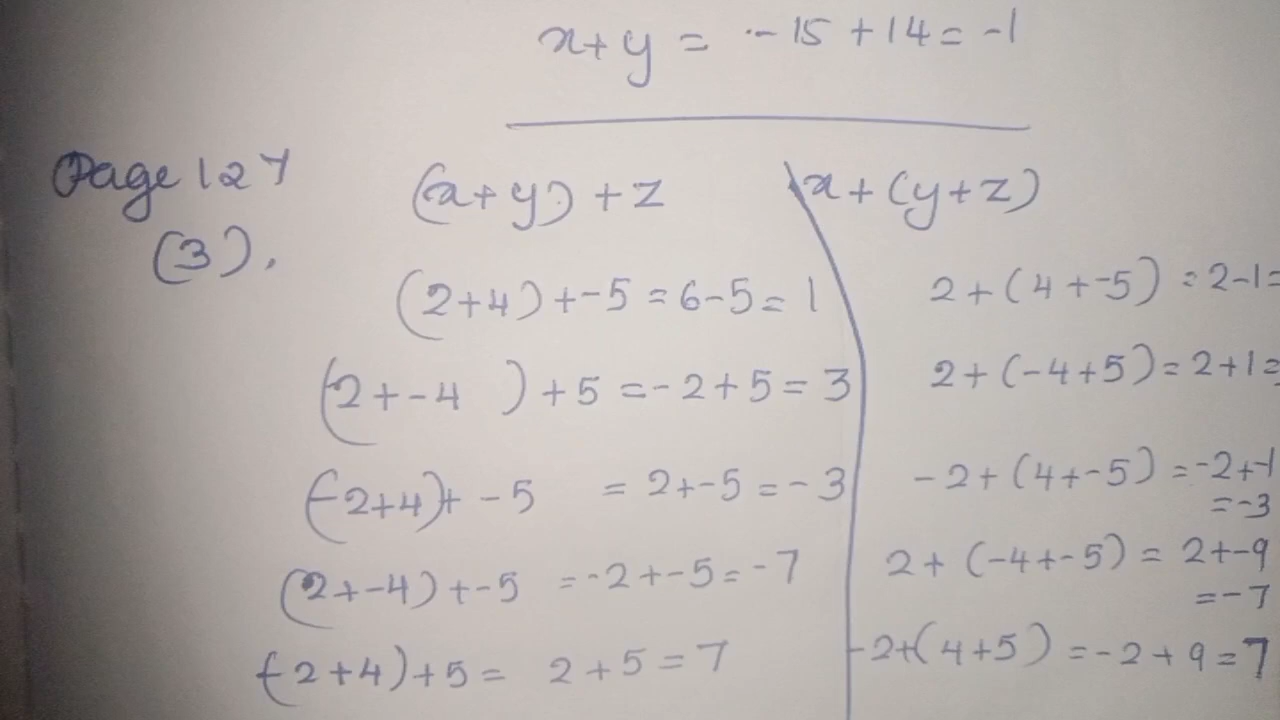 x+y = -15+14=-1
Page 127 (x+y)+z x+(y+z)
(3).
(2+4)+-5=6-5=1 2+(4+-5)=2-1=
(2+-4 )+5=-2+5=3 2+(-4+5)=2+1=
(-2+4)+-5 =2+-5=-3 -2+(4+-5)=-2+-1
=-3
(2+-4)+-5 =-2+-5=-7 2+(-4+-5)=2+-9
=-7
(-2+4)+5= 2+5=7 -2+(4+5)=-2+9=7